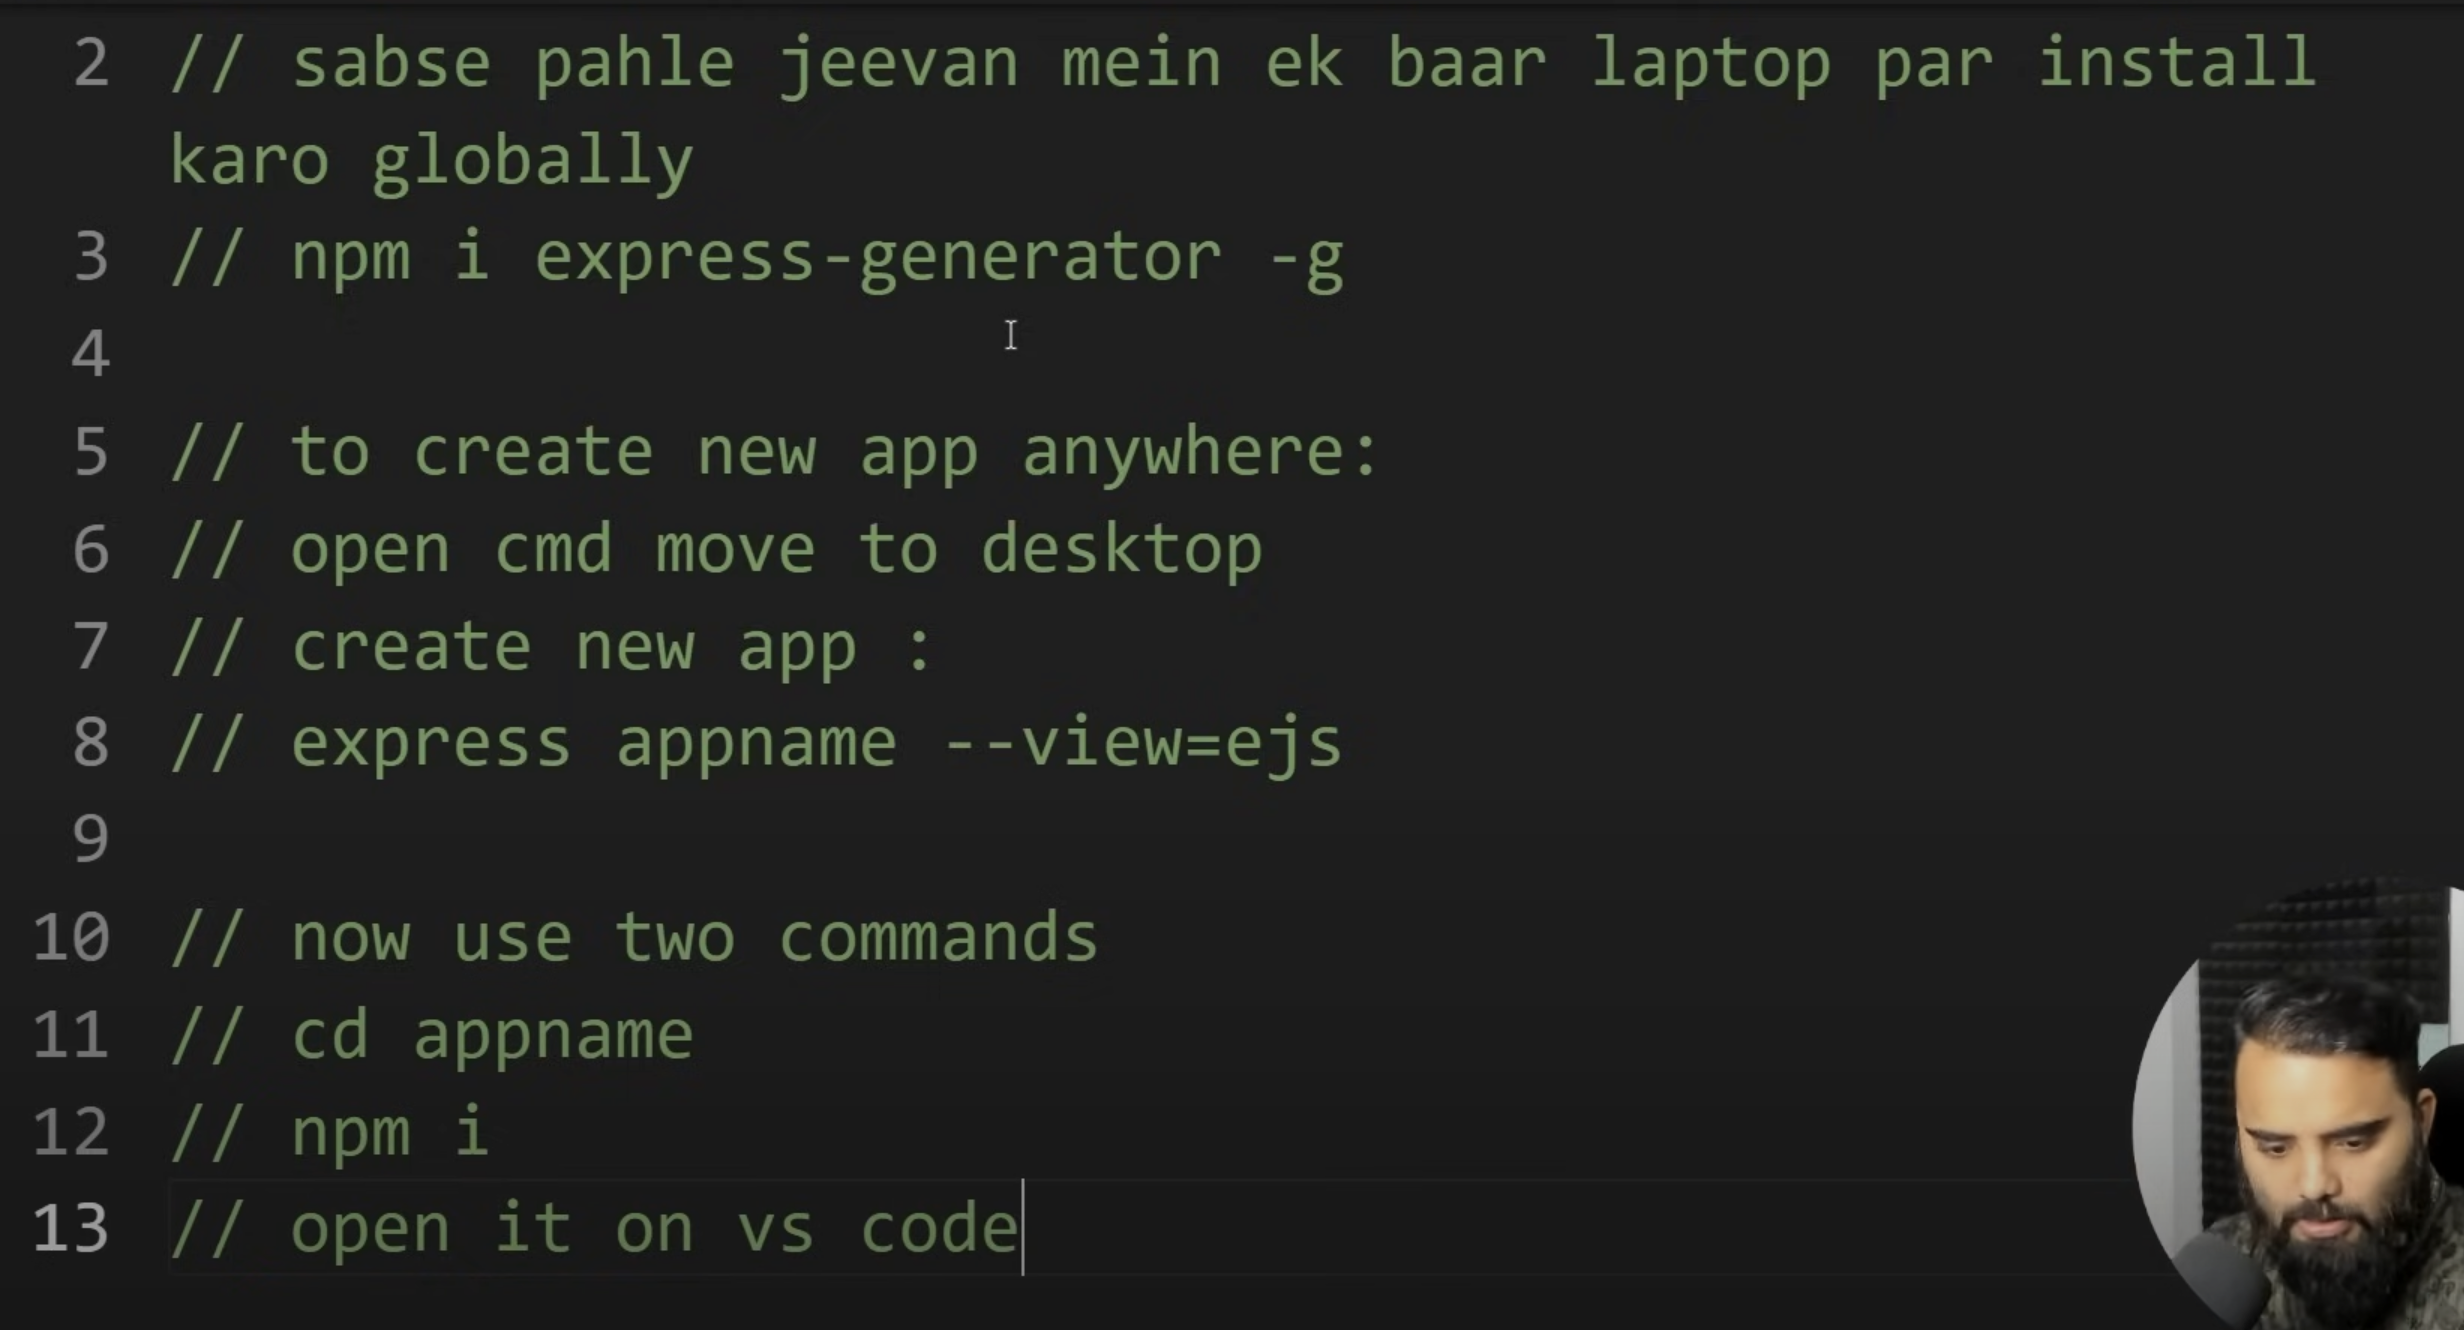 2 // sabse pahle jeevan mein ek baar laptop par install
karo globally
3 // npm i express-generator -g
4
5 // to create new app anywhere:
6 // open cmd move to desktop
7 // create new app :
8 // express appname --view=ejs
9
10 // now use two commands
11 // cd appname
12 // npm i
13 // open it on vs code